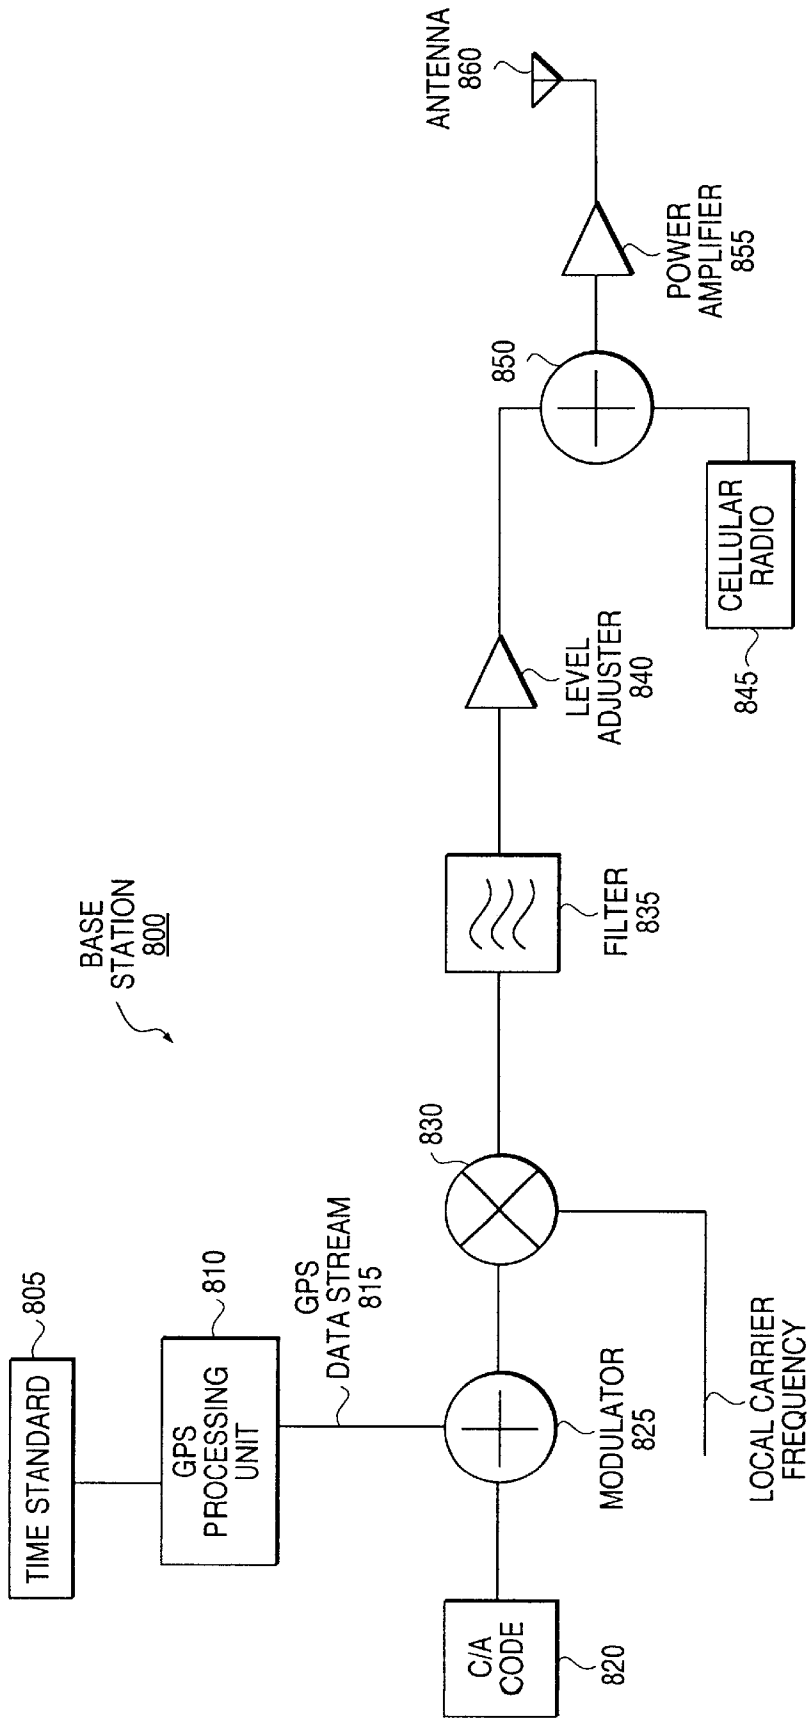 BASE
STATION
800
TIME STANDARD
805
GPS
PROCESSING
UNIT
810
GPS
DATA STREAM
815
C/A
CODE
820
MODULATOR
825
830
LOCAL CARRIER
FREQUENCY
FILTER
835
LEVEL
ADJUSTER
840
CELLULAR
RADIO
845
850
POWER
AMPLIFIER
855
ANTENNA
860